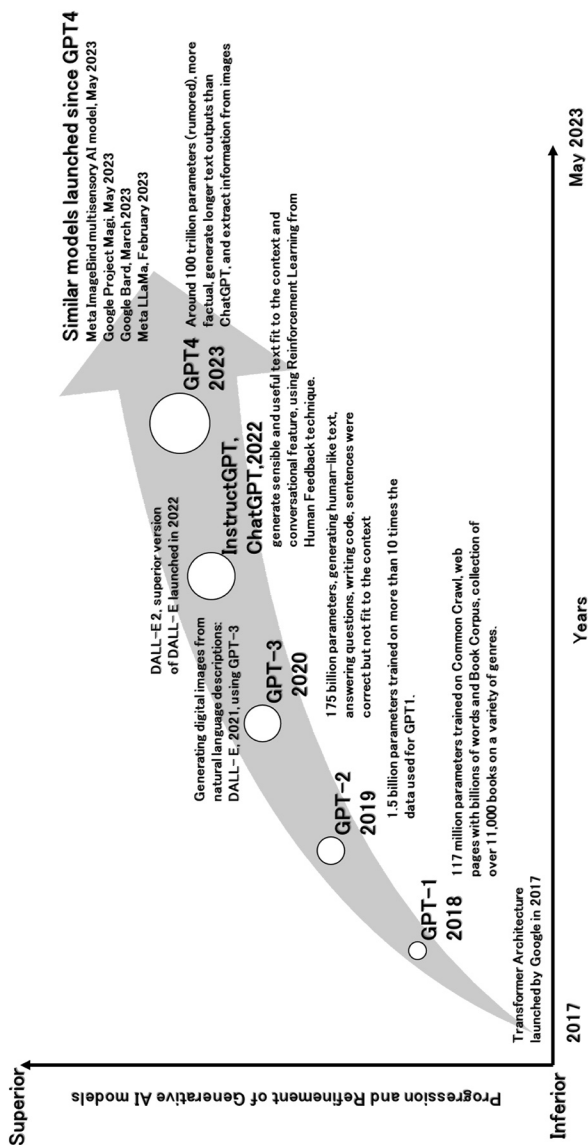 Superior
Progression and Refinement of Generative AI models
Inferior
2017
Years
May 2023
Transformer Architecture
launched by Google in 2017
GPT-1
2018
117 million parameters trained on Common Crawl, web
pages with billions of words and Book Corpus, collection of
over 11,000 books on a variety of genres.
GPT-2
2019
1.5 billion parameters trained on more than 10 times the
data used for GPT1.
Generating digital images from
natural language descriptions:
DALL-E, 2021, using GPT-3
GPT-3
2020
175 billion parameters, generating human-like text,
answering questions, writing code, sentences were
correct but not fit to the context
DALL-E 2, superior version
of DALL-E launched in 2022
InstructGPT,
ChatGPT,2022
generate sensible and useful text fit to the context and
conversational feature, using Reinforcement Learning from
Human Feedback technique.
GPT4
2023
Around 100 trillion parameters (rumored), more
factual, generate longer text outputs than
ChatGPT, and extract information from images
Similar models launched since GPT4
Meta ImageBind multisensory AI model, May 2023
Google Project Magi, May 2023
Google Bard, March 2023
Meta LLaMa, February 2023